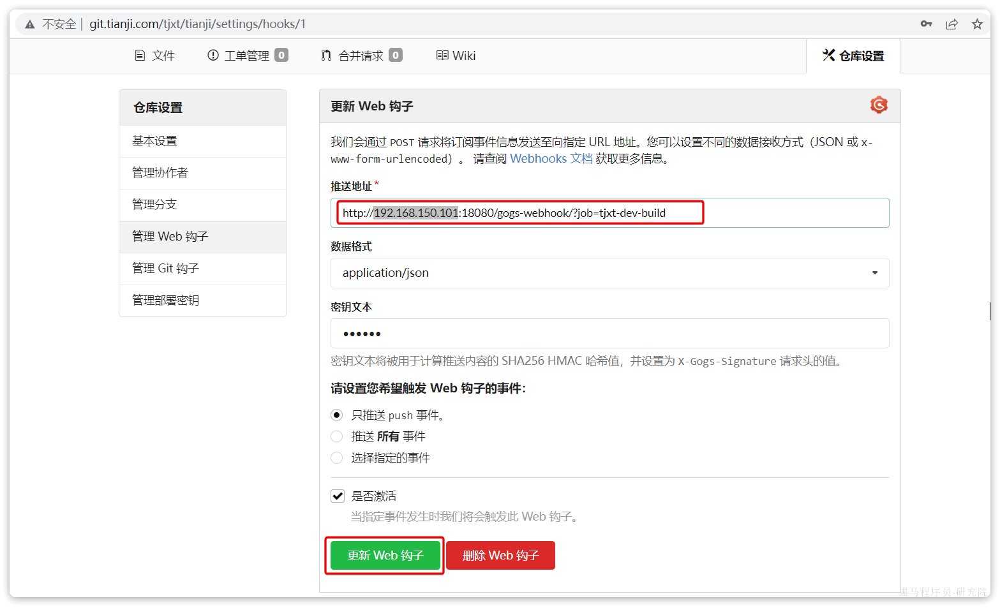 不安全 | git.tianji.com/tjxt/tianji/settings/hooks/1
文件 工单管理 0 合并请求 0 Wiki 仓库设置
仓库设置
基本设置
管理协作者
管理分支
管理 Web 钩子
管理 Git 钩子
管理部署密钥
更新 Web 钩子
我们会通过 POST 请求将订阅事件信息发送至向指定 URL 地址。您可以设置不同的数据接收方式（JSON 或 x-
www-form-urlencoded）。 请查阅 Webhooks 文档 获取更多信息。
推送地址*
http://192.168.150.101:18080/gogs-webhook/?job=tjxt-dev-build
数据格式
application/json
密钥文本
••••••
密钥文本将被用于计算推送内容的 SHA256 HMAC 哈希值，并设置为 X-Gogs-Signature 请求头的值。
请设置您希望触发 Web 钩子的事件：
只推送 push 事件。
推送 所有 事件
选择指定的事件
是否激活
当指定事件发生时我们将会触发此 Web 钩子。
更新 Web 钩子 删除 Web 钩子
黑马程序员-研究院